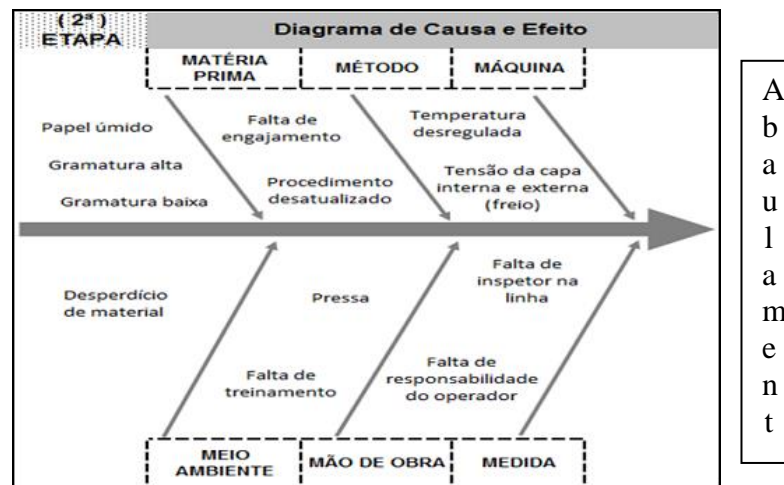 ( 2ª )
ETAPA
Diagrama de Causa e Efeito
MATÉRIA
PRIMA
MÉTODO
MÁQUINA
Papel úmido
Gramatura alta
Gramatura baixa
Falta de
engajamento
Procedimento
desatualizado
Temperatura
desregulada
Tensão da capa
interna e externa
(freio)
Desperdício
de material
Pressa
Falta de
treinamento
Falta de
inspetor na
linha
Falta de
responsabilidade
do operador
MEIO
AMBIENTE
MÃO DE OBRA
MEDIDA
A
b
a
u
l
a
m
e
n
t